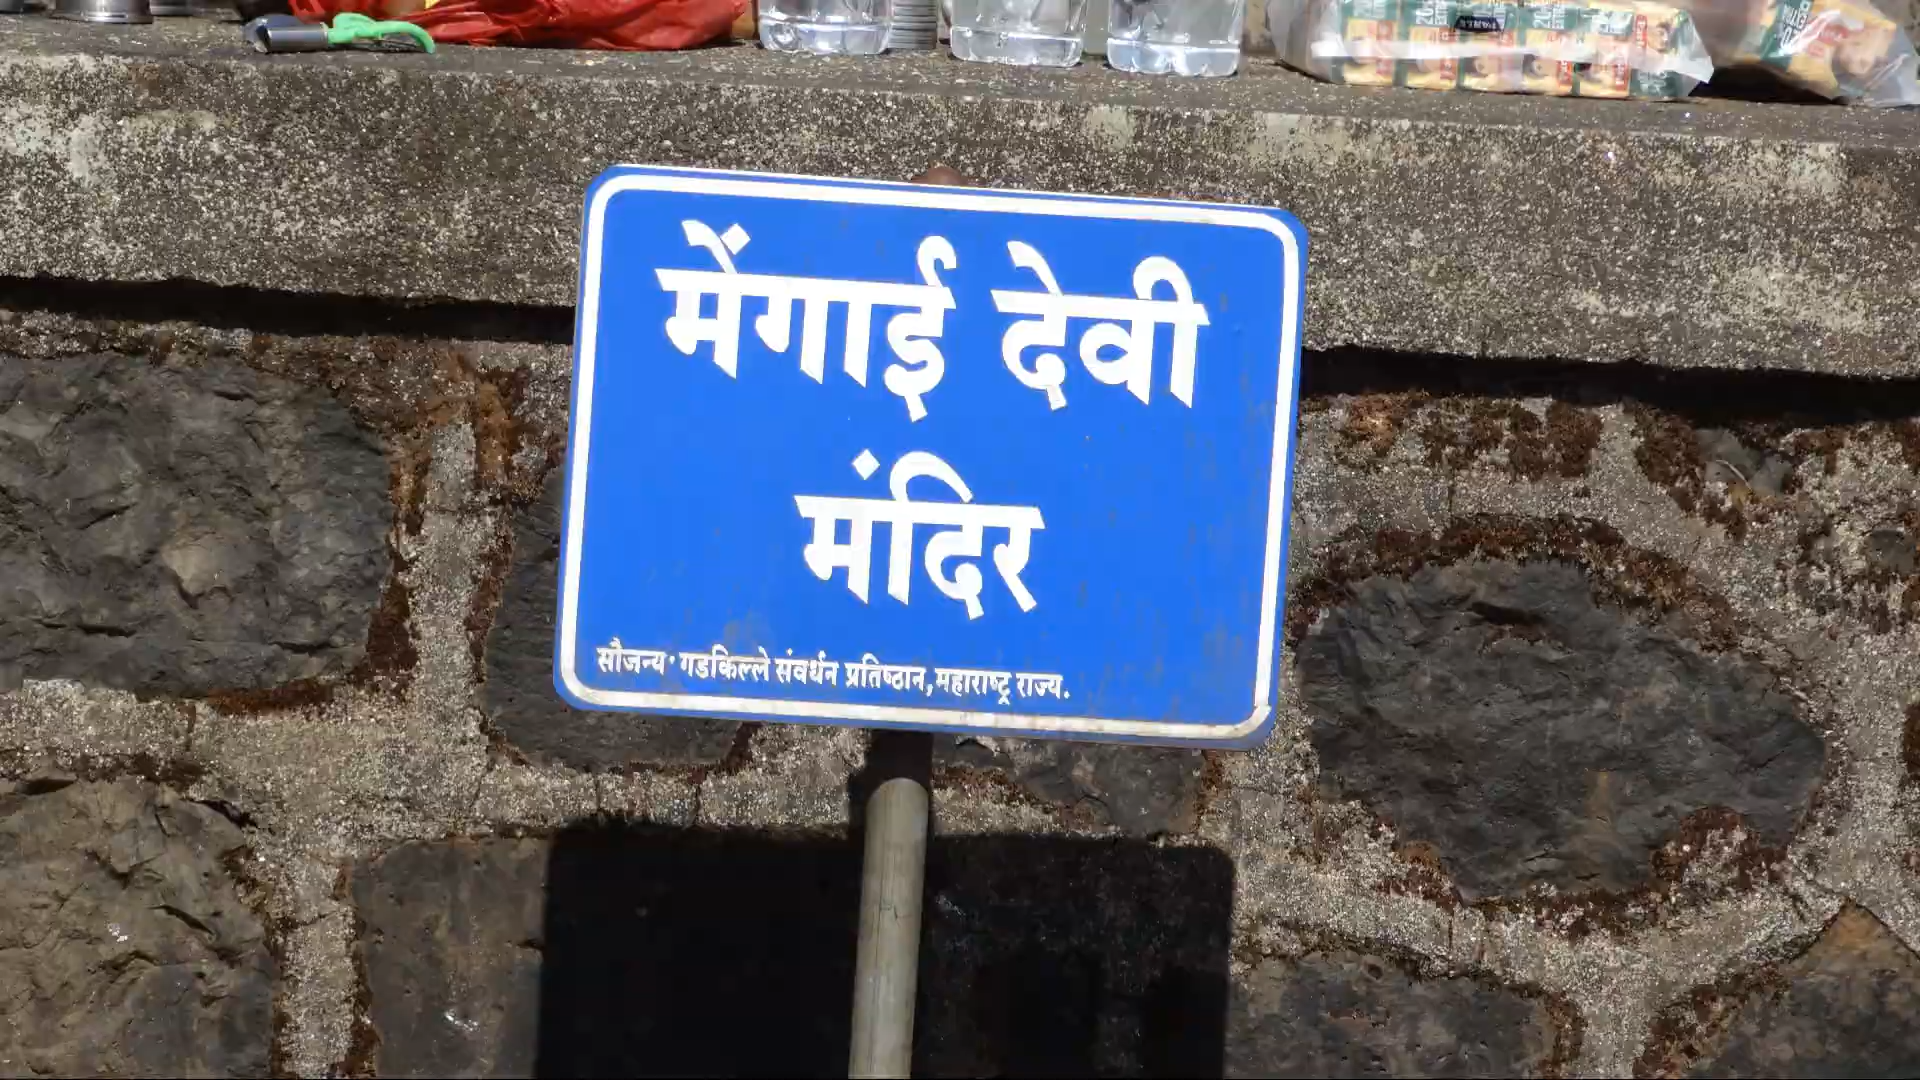 मेंगाई देवी
मंदिर
सौजन्य· गडकिल्ले संवर्धन प्रतिष्ठान, महाराष्ट्र राज्य.